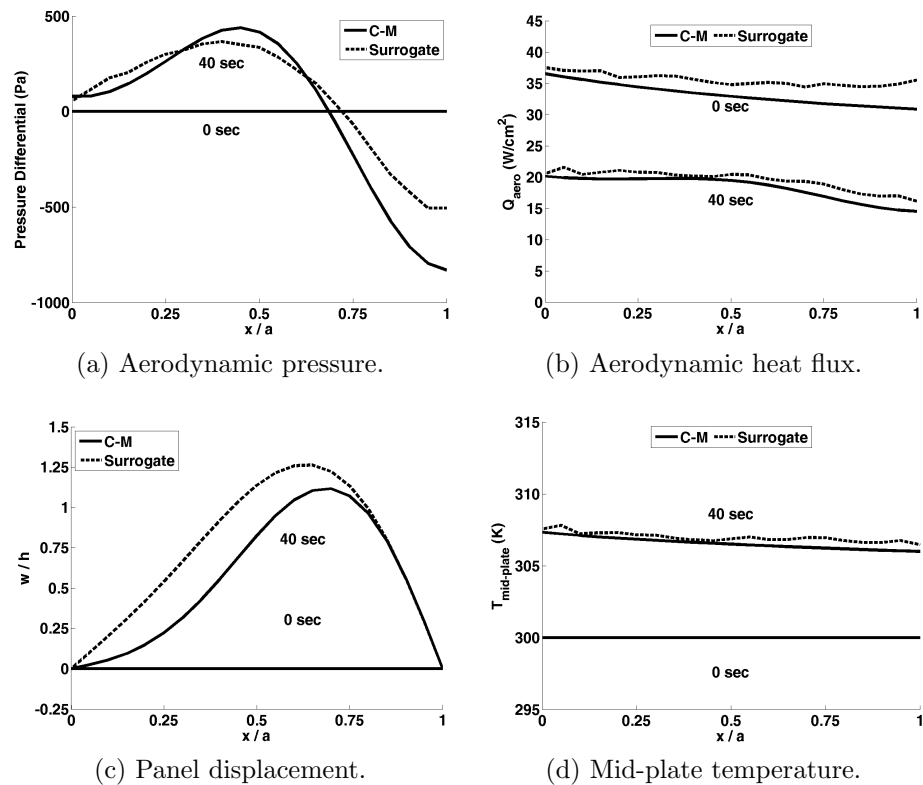 500
0
-500
-1000
Pressure Differential (Pa)
C-M
Surrogate
40 sec
0 sec
0 0.25 0.5 0.75 1
x / a
(a) Aerodynamic pressure.
45
40
35
30
25
20
15
10
5
0
Q_aero (W/cm²)
C-M Surrogate
0 sec
40 sec
0 0.25 0.5 0.75 1
x / a
(b) Aerodynamic heat flux.
1.5
1.25
1
0.75
0.5
0.25
0
-0.25
w / h
C-M
Surrogate
40 sec
0 sec
0 0.25 0.5 0.75 1
x / a
(c) Panel displacement.
315
310
305
300
295
T_mid-plate (K)
C-M Surrogate
40 sec
0 sec
0 0.25 0.5 0.75 1
x / a
(d) Mid-plate temperature.